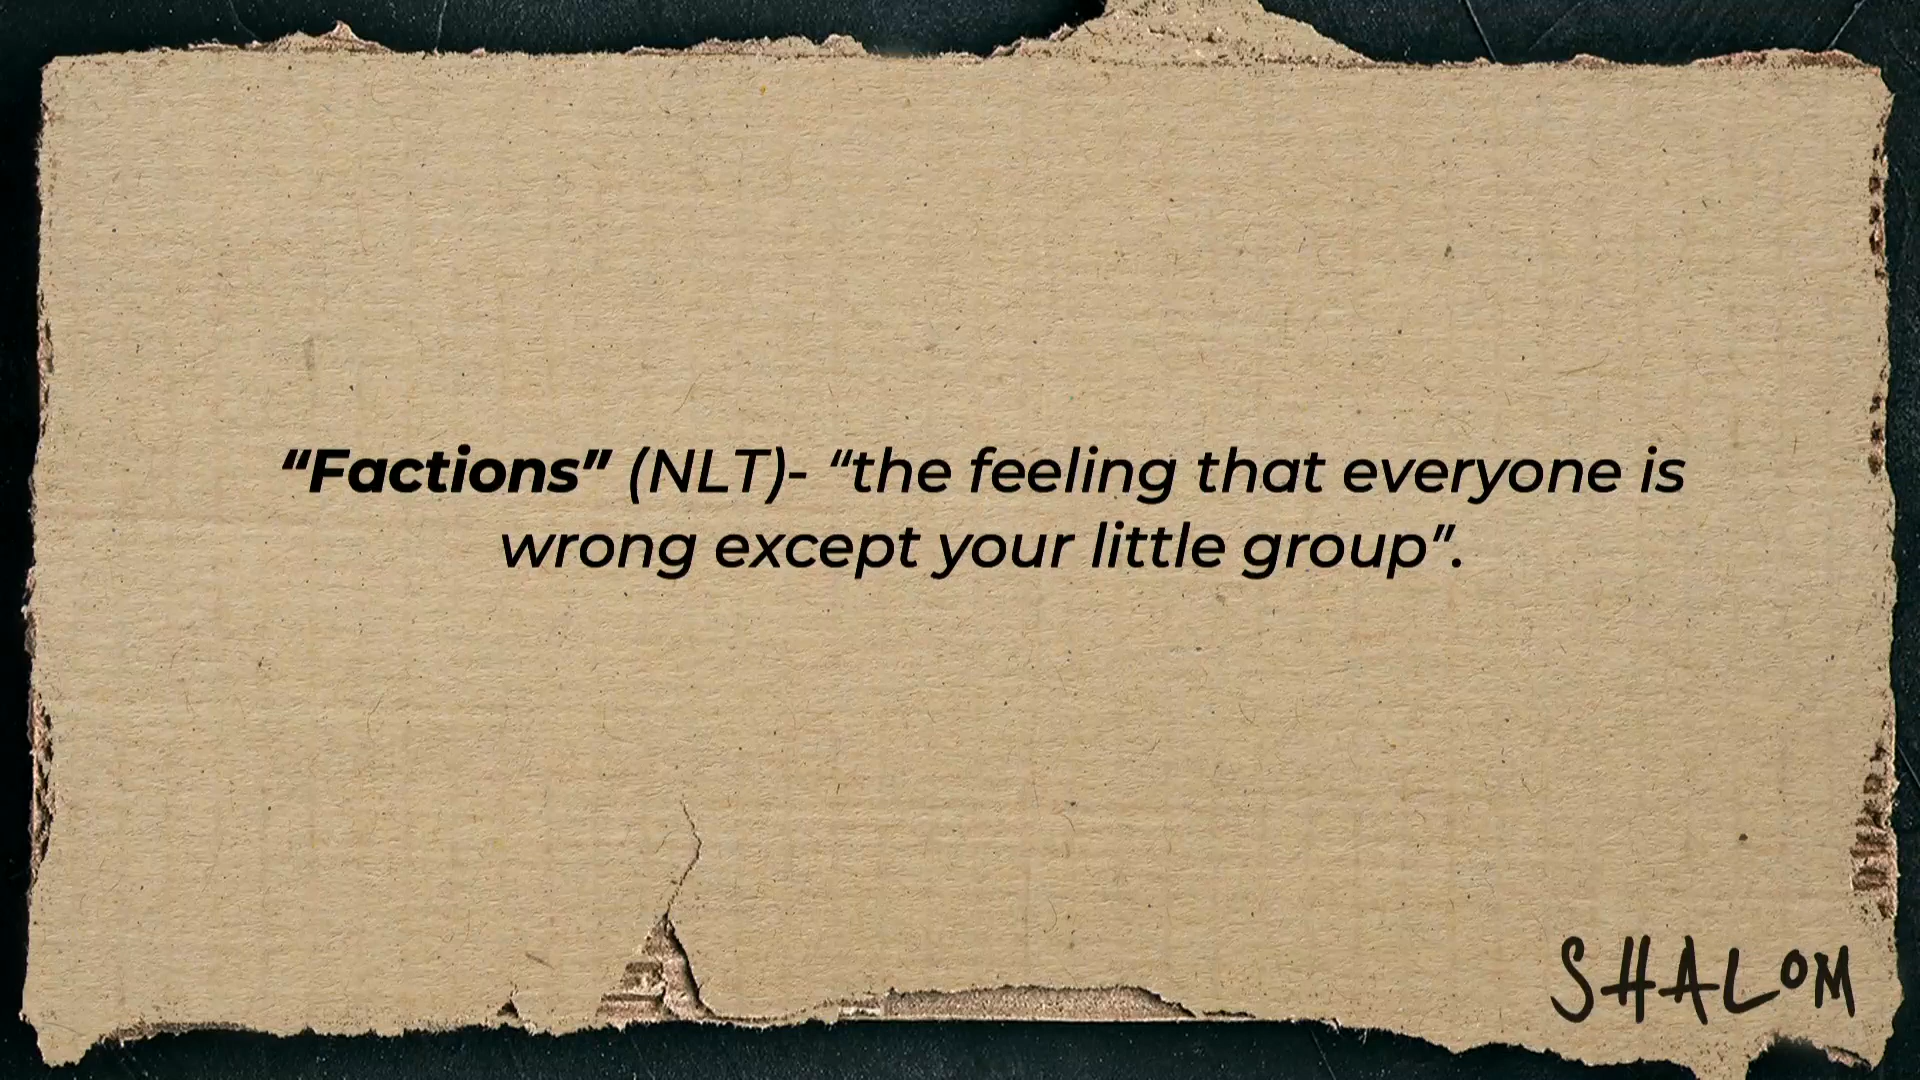 “Factions” (NLT)- “the feeling that everyone is
wrong except your little group”.
SHALOM